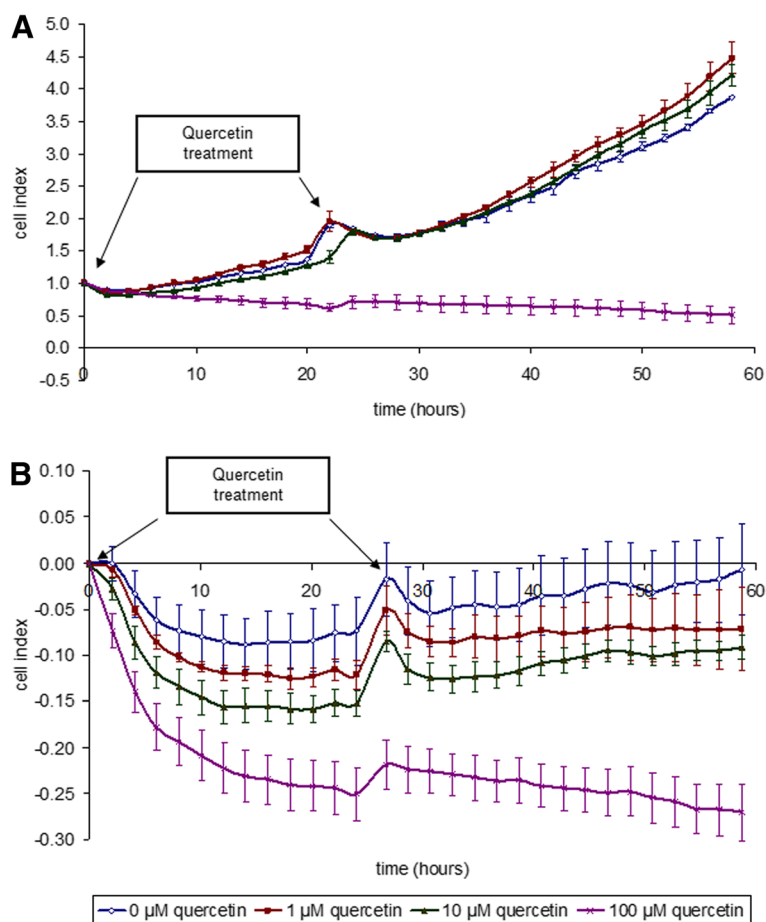 A
5.0
4.5
4.0
3.5
3.0
2.5
2.0
1.5
1.0
0.5
0.0
-0.5
cell index
Quercetin
treatment
0 10 20 30 40 50 60
time (hours)
B
0.10
0.05
0.00
-0.05
-0.10
-0.15
-0.20
-0.25
-0.30
cell index
Quercetin
treatment
0 10 20 30 40 50 60
time (hours)
0 µM quercetin 1 µM quercetin 10 µM quercetin 100 µM quercetin